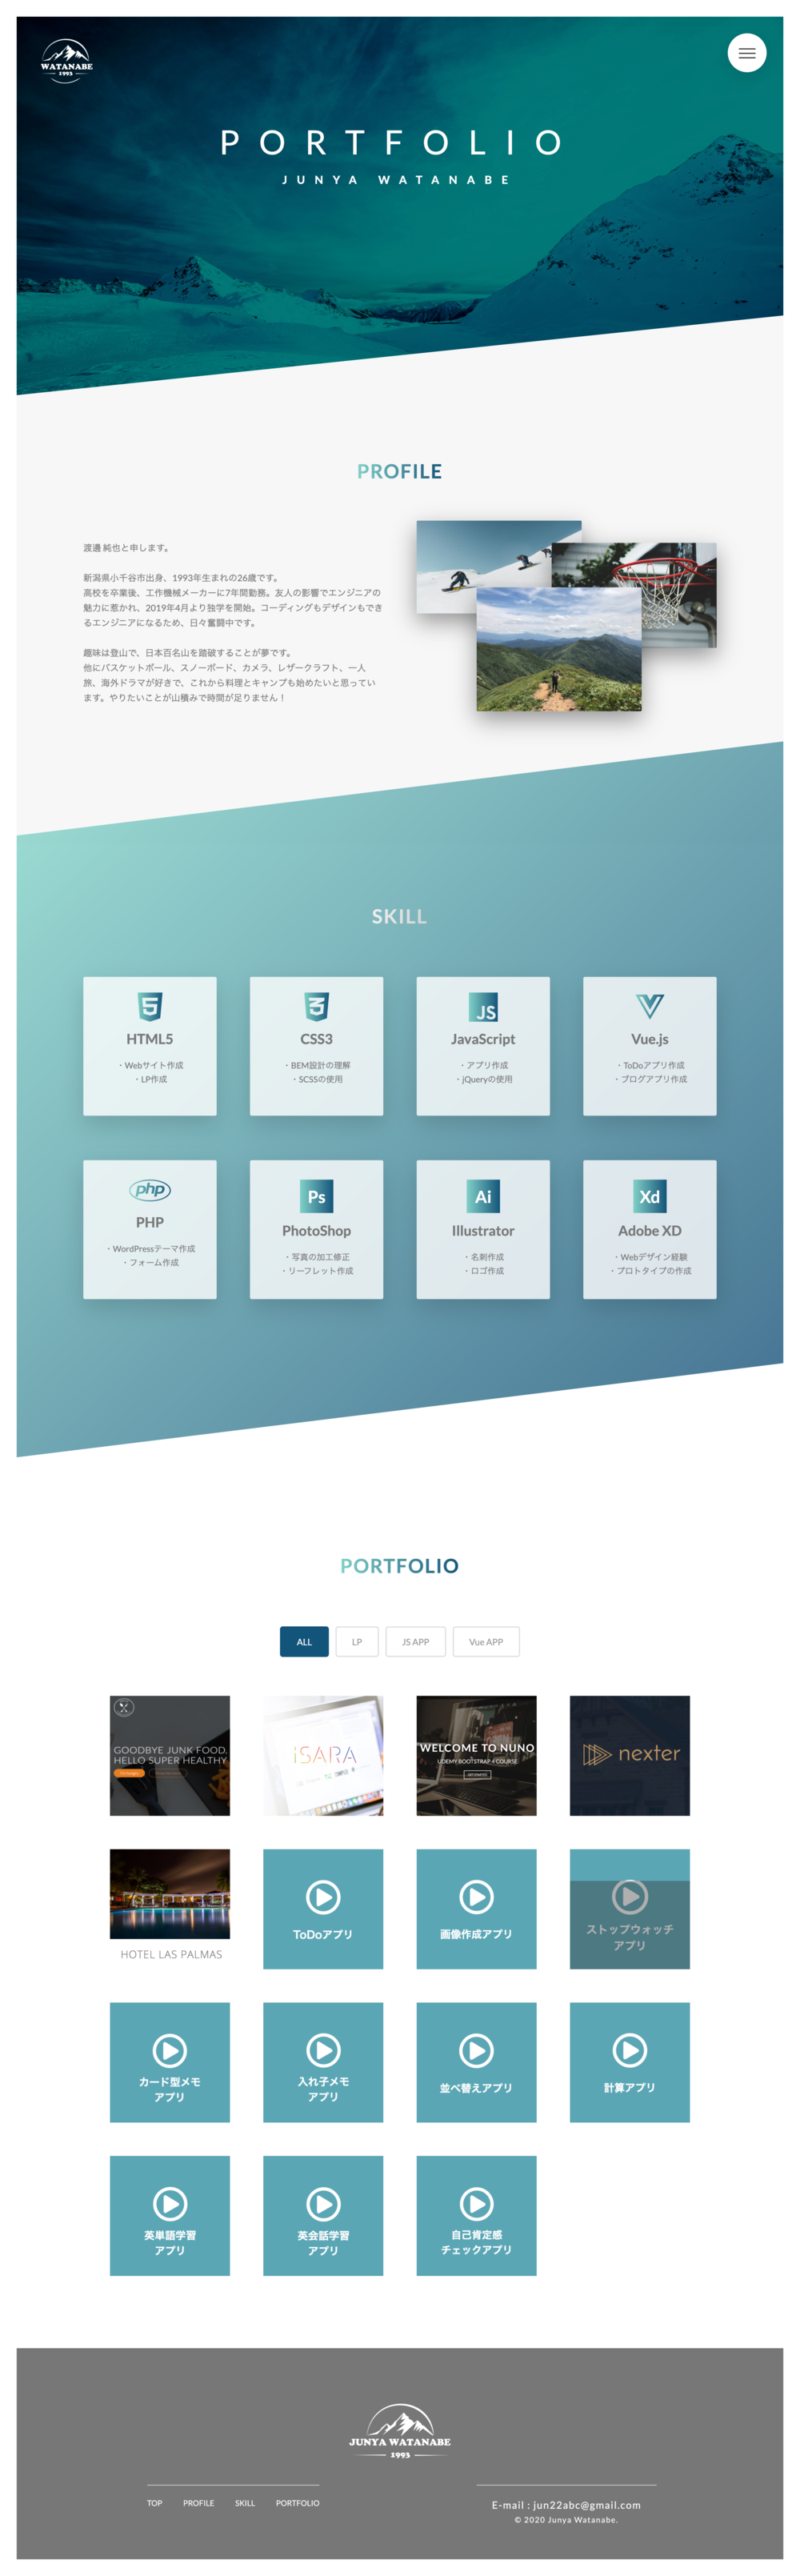 WATANABE
1993
PORTFOLIO
JUNYA WATANABE
PROFILE
渡邊 純也と申します。
新潟県小千谷市出身、1993年生まれの26歳です。
高校を卒業後、工作機械メーカーに7年間勤務。友人の影響でエンジニアの
魅力に惹かれ、2019年4月より独学を開始。コーディングもデザインもでき
るエンジニアになるため、日々奮闘中です。
趣味は登山で、日本百名山を踏破することが夢です。
他にバスケットボール、スノーボード、カメラ、レザークラフト、一人
旅、海外ドラマが好きで、これから料理とキャンプも始めたいと思ってい
ます。やりたいことが山積みで時間が足りません！
SKILL
HTML5
・Webサイト作成
・LP作成
CSS3
・BEM設計の理解
・SCSSの使用
JS
JavaScript
・アプリ作成
・jQueryの使用
Vue.js
・ToDoアプリ作成
・ブログアプリ作成
php
PHP
・WordPressテーマ作成
・フォーム作成
Ps
PhotoShop
・写真の加工修正
・リーフレット作成
Ai
Illustrator
・名刺作成
・ロゴ作成
Xd
Adobe XD
・Webデザイン経験
・プロトタイプの作成
PORTFOLIO
ALL
LP
JS APP
Vue APP
GOODBYE JUNK FOOD.
HELLO SUPER HEALTHY
iSARA
WELCOME TO NUNO
UDEMY BOOTSTRAP 4 COURSE
nexter
HOTEL LAS PALMAS
ToDoアプリ
画像作成アプリ
ストップウォッチ
アプリ
カード型メモ
アプリ
入れ子メモ
アプリ
並べ替えアプリ
計算アプリ
英単語学習
アプリ
英会話学習
アプリ
自己肯定感
チェックアプリ
JUNYA WATANABE
1993
TOP PROFILE SKILL PORTFOLIO
E-mail : jun22abc@gmail.com
© 2020 Junya Watanabe.